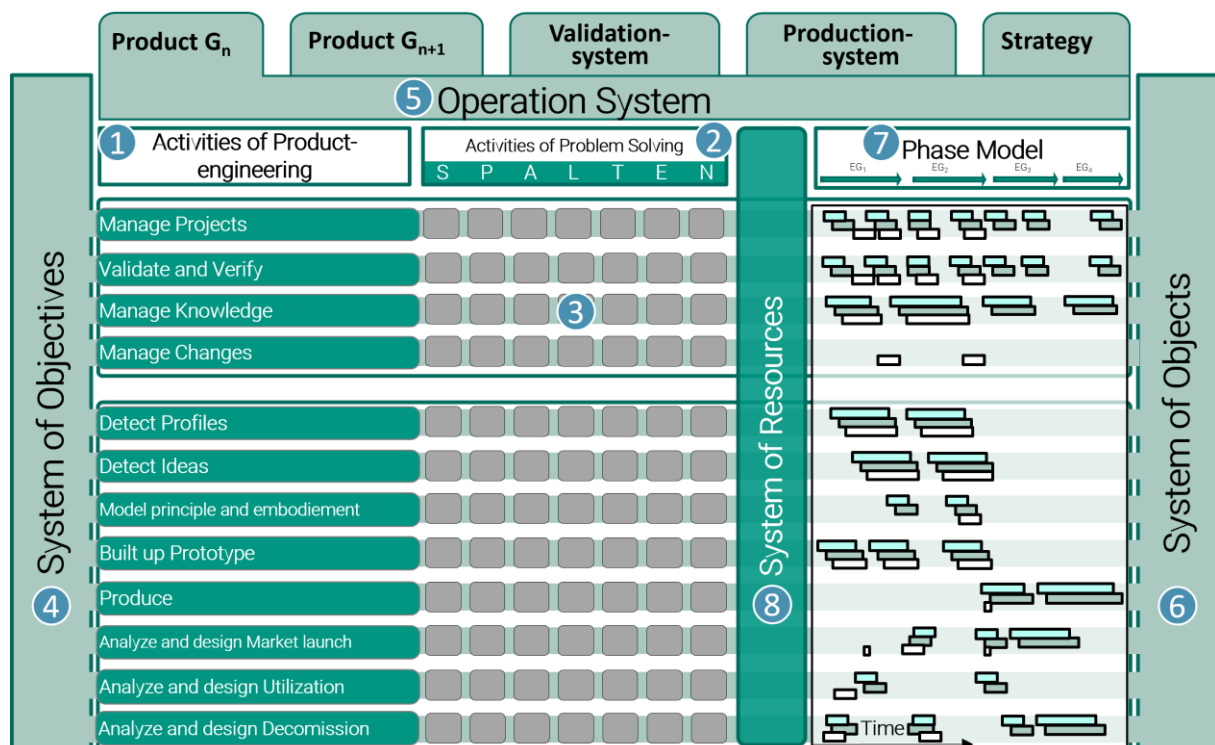 Product Gn
Product Gn+1
Validation-
system
Production-
system
Strategy
5 Operation System
1 Activities of Product-
engineering
Activities of Problem Solving 2
S P A L T E N
7 Phase Model
EG1 EG2 EG3 EG4
Manage Projects
Validate and Verify
Manage Knowledge
3
Manage Changes
Detect Profiles
Detect Ideas
Model principle and embodiement
Built up Prototype
Produce
Analyze and design Market launch
Analyze and design Utilization
Analyze and design Decomission
Time
4 System of Objectives
8 System of Resources
6 System of Objects